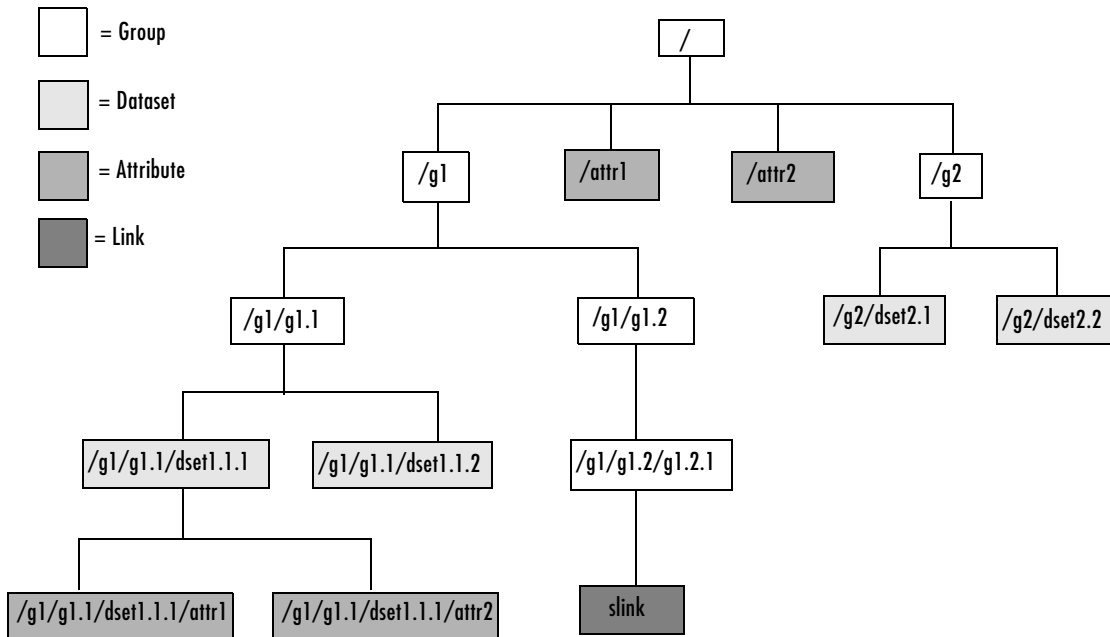 = Group
= Dataset
= Attribute
= Link
/
/g1
/attr1
/attr2
/g2
/g1/g1.1
/g1/g1.2
/g2/dset2.1
/g2/dset2.2
/g1/g1.1/dset1.1.1
/g1/g1.1/dset1.1.2
/g1/g1.2/g1.2.1
/g1/g1.1/dset1.1.1/attr1
/g1/g1.1/dset1.1.1/attr2
slink